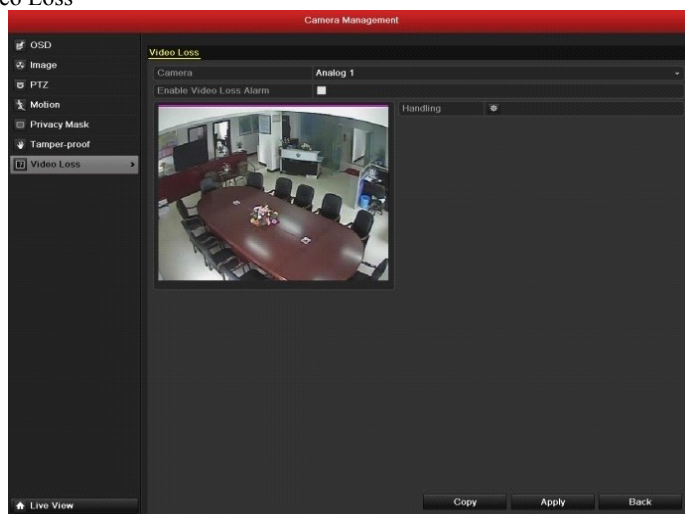 eo Loss
Camera Management
OSD
Image
PTZ
Motion
Privacy Mask
Tamper-proof
Video Loss
Live View
Video Loss
Camera Analog 1
Enable Video Loss Alarm
Handling
Copy Apply Back